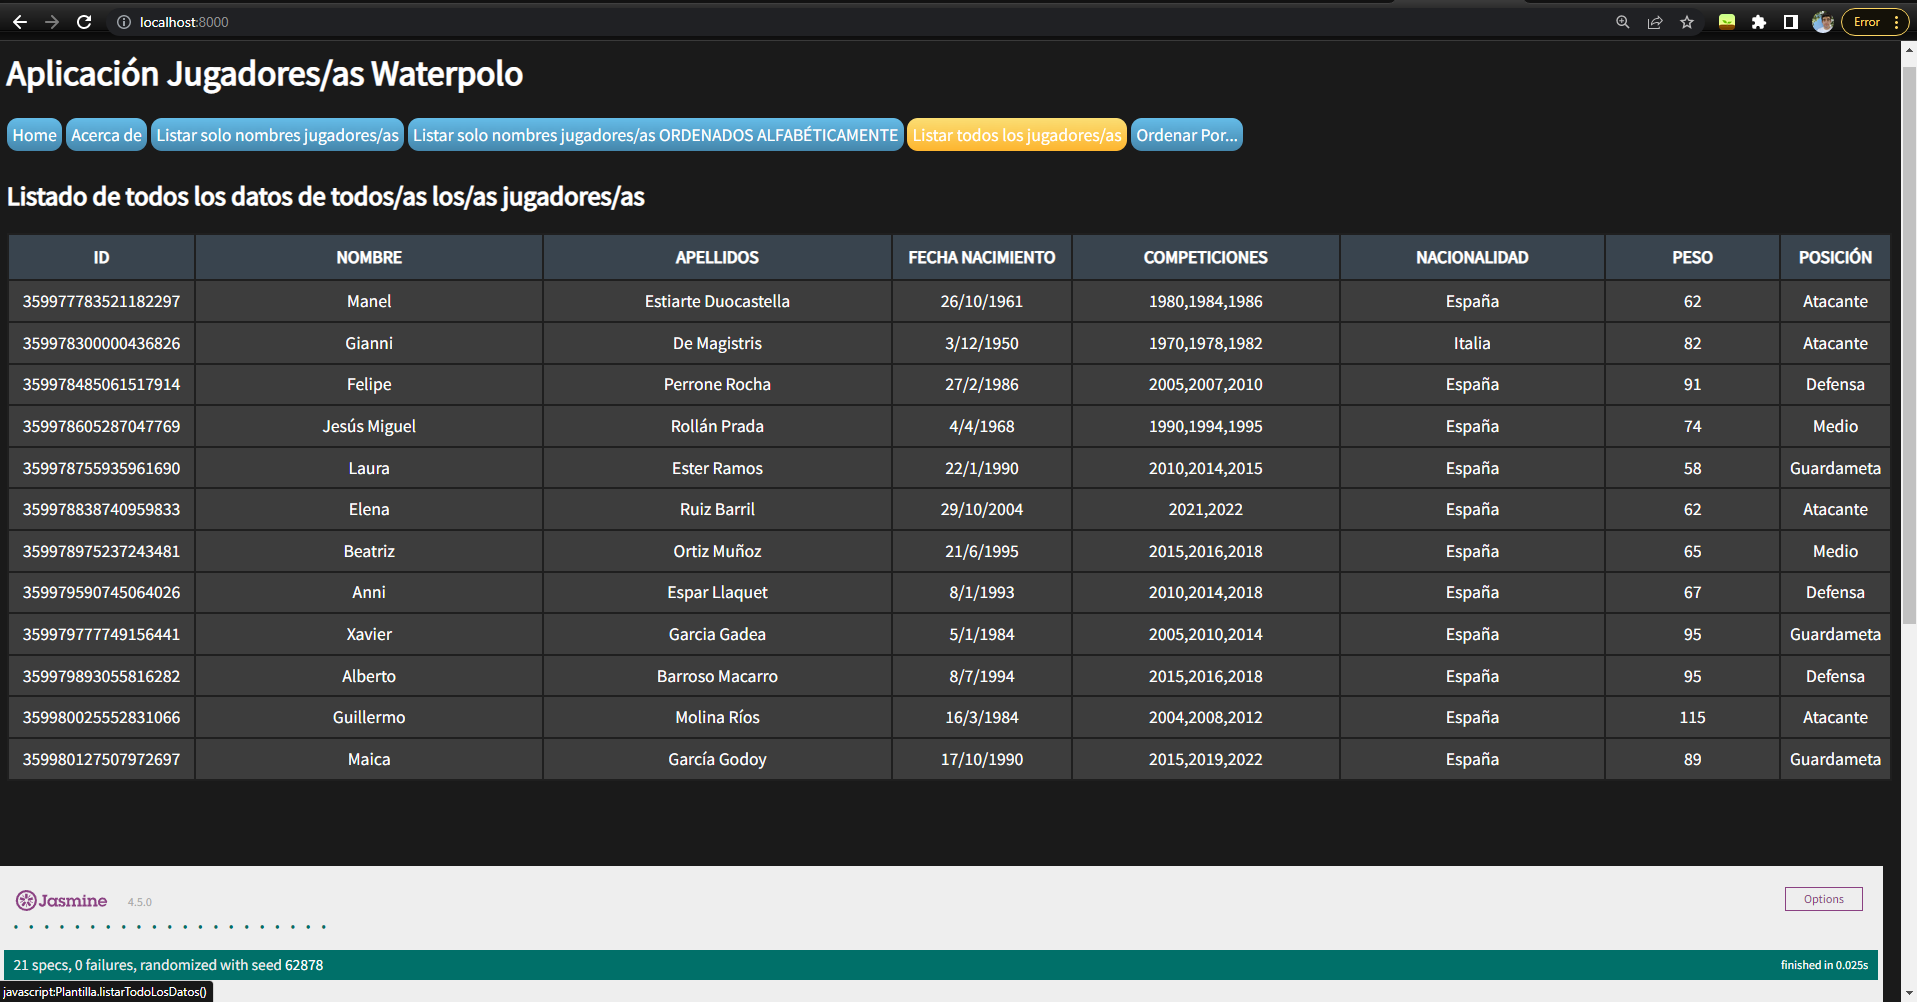 localhost:8000
Error
Aplicación Jugadores/as Waterpolo
Home Acerca de Listar solo nombres jugadores/as Listar solo nombres jugadores/as ORDENADOS ALFABÉTICAMENTE Listar todos los jugadores/as Ordenar Por...
Listado de todos los datos de todos/as los/as jugadores/as
ID NOMBRE APELLIDOS FECHA NACIMIENTO COMPETICIONES NACIONALIDAD PESO POSICIÓN
359977783521182297 Manel Estiarte Duocastella 26/10/1961 1980,1984,1986 España 62 Atacante
359978300000436826 Gianni De Magistris 3/12/1950 1970,1978,1982 Italia 82 Atacante
359978485061517914 Felipe Perrone Rocha 27/2/1986 2005,2007,2010 España 91 Defensa
359978605287047769 Jesús Miguel Rollán Prada 4/4/1968 1990,1994,1995 España 74 Medio
359978755935961690 Laura Ester Ramos 22/1/1990 2010,2014,2015 España 58 Guardameta
359978838740959833 Elena Ruiz Barril 29/10/2004 2021,2022 España 62 Atacante
359978975237243481 Beatriz Ortiz Muñoz 21/6/1995 2015,2016,2018 España 65 Medio
359979590745064026 Anni Espar Llaquet 8/1/1993 2010,2014,2018 España 67 Defensa
359979777749156441 Xavier Garcia Gadea 5/1/1984 2005,2010,2014 España 95 Guardameta
359979893055816282 Alberto Barroso Macarro 8/7/1994 2015,2016,2018 España 95 Defensa
359980025552831066 Guillermo Molina Ríos 16/3/1984 2004,2008,2012 España 115 Atacante
359980127507972697 Maica García Godoy 17/10/1990 2015,2019,2022 España 89 Guardameta
Jasmine 4.5.0
Options
21 specs, 0 failures, randomized with seed 62878
finished in 0.025s
javascript:Plantilla.listarTodoLosDatos()